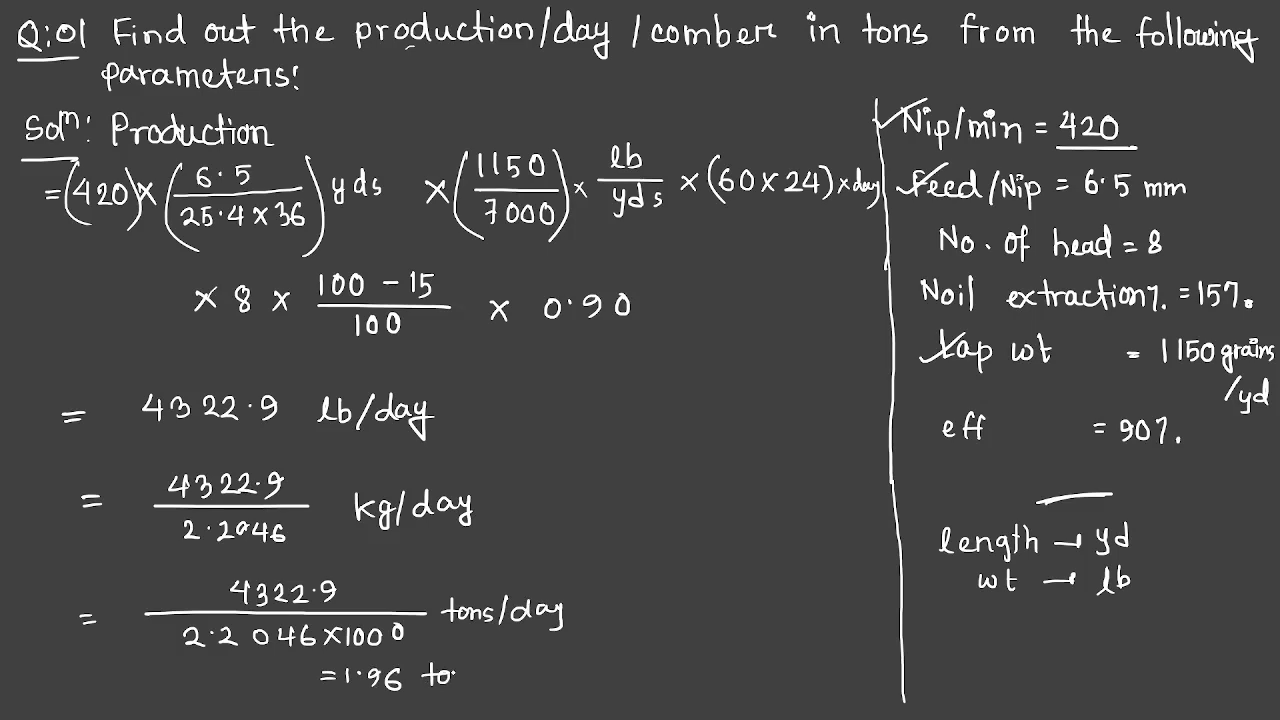 Q:01 Find out the production/day/comber in tons from the following
parameters:
Solⁿ: Production
= (420) × (6.5 / 25.4 × 36) yds × (1150 / 7000) × lb / yds × (60 × 24) × day
× 8 × 100 - 15 / 100 × 0.90
= 4322.9 lb/day
= 4322.9 / 2.2046 kg/day
= 4322.9 / 2.2046 × 1000 tons/day
= 1.96 to
Nip/min = 420
feed/Nip = 6.5 mm
No. of head = 8
Noil extraction% = 15%.
Lap wt = 1150 grains
/yd
eff = 90%.
length → yd
wt → lb